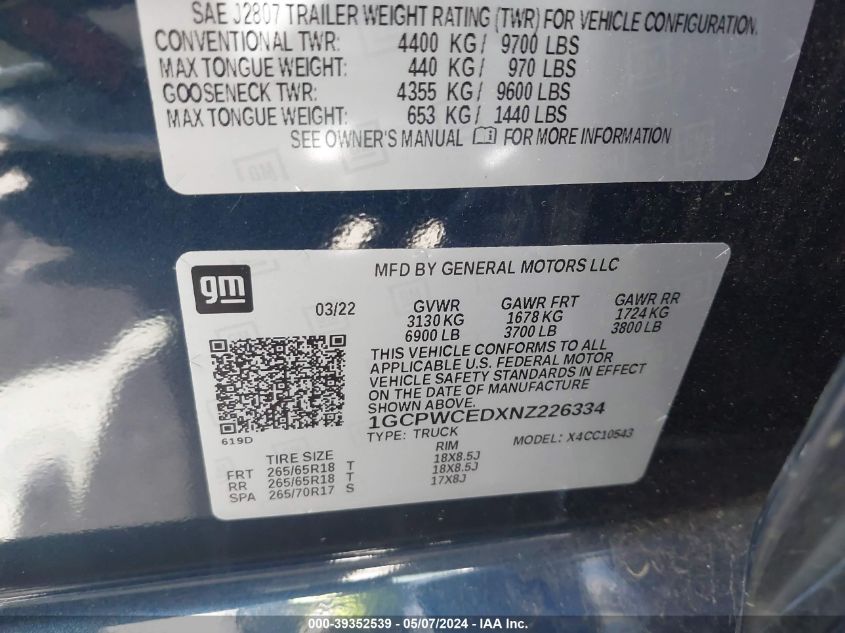 SAE J2807 TRAILER WEIGHT RATING (TWR) FOR VEHICLE CONFIGURATION.
CONVENTIONAL TWR: 4400 KG/ 9700 LBS
MAX TONGUE WEIGHT: 440 KG/ 970 LBS
GOOSENECK TWR: 4355 KG/ 9600 LBS
MAX TONGUE WEIGHT: 653 KG/ 1440 LBS
SEE OWNER'S MANUAL FOR MORE INFORMATION
gm
MFD BY GENERAL MOTORS LLC
03/22 GVWR GAWR FRT GAWR RR
3130 KG 1678 KG 1724 KG
6900 LB 3700 LB 3800 LB
THIS VEHICLE CONFORMS TO ALL
APPLICABLE U.S. FEDERAL MOTOR
VEHICLE SAFETY STANDARDS IN EFFECT
ON THE DATE OF MANUFACTURE
SHOWN ABOVE.
1GCPWCEDXNZ226334
619D
TYPE: TRUCK MODEL: X4CC10543
TIRE SIZE RIM
FRT 265/65R18 T 18X8.5J
RR 265/65R18 T 18X8.5J
SPA 265/70R17 S 17X8J
000-39352539 — 05/07/2024 — IAA Inc.